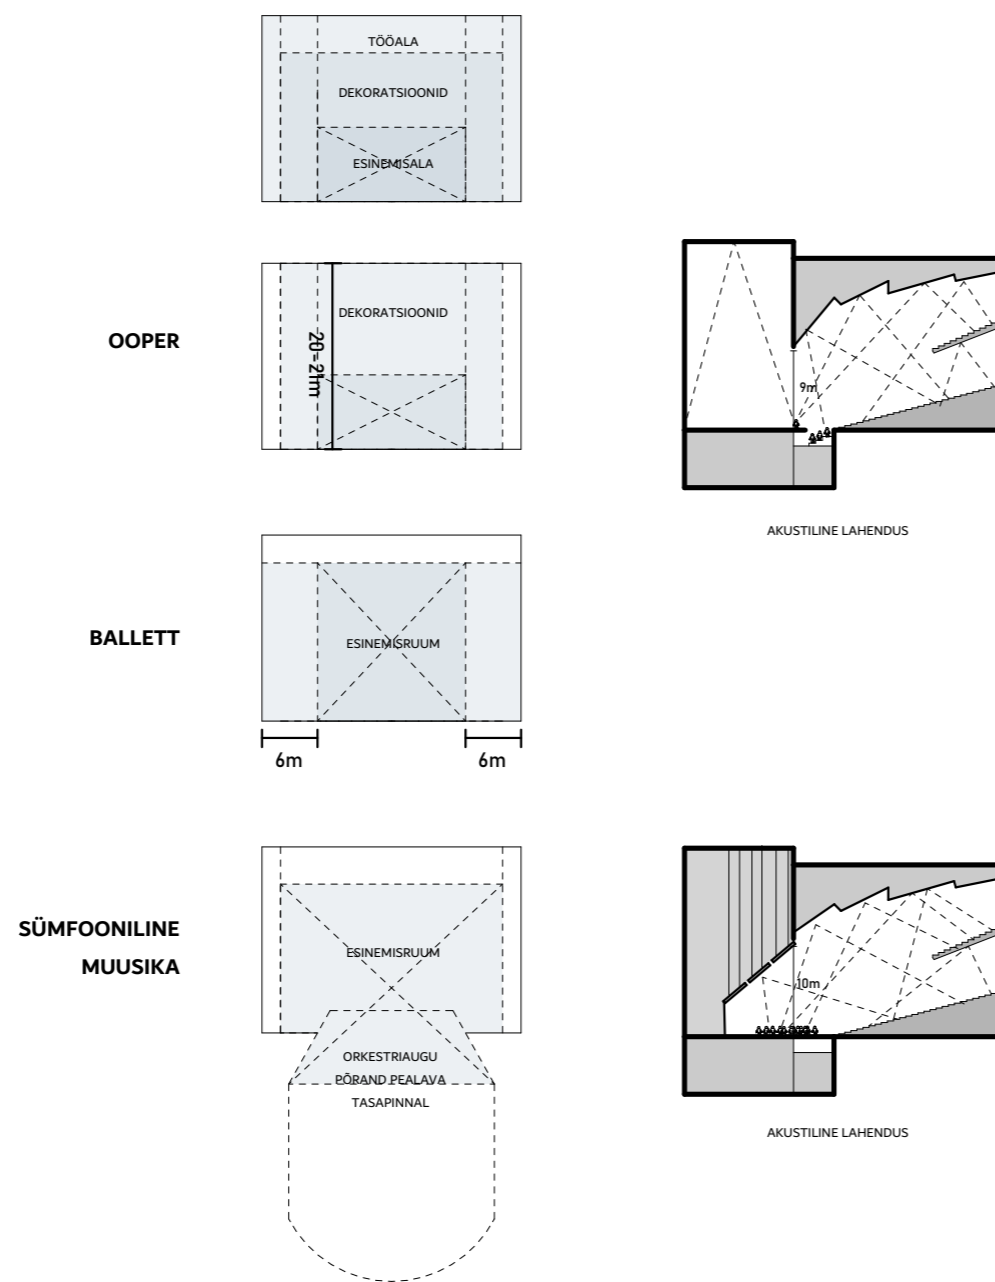 TÖÖALA
DEKORATSIOONID
ESINEMISALA
OOPER
DEKORATSIOONID
20-21m
9m
AKUSTILINE LAHENDUS
BALLETT
ESINEMISRUUM
6m
6m
SÜMFOONILINE
MUUSIKA
ESINEMISRUUM
10m
ORKESTRIAUGU
PÕRAND PEALAVA
TASAPINNAL
AKUSTILINE LAHENDUS